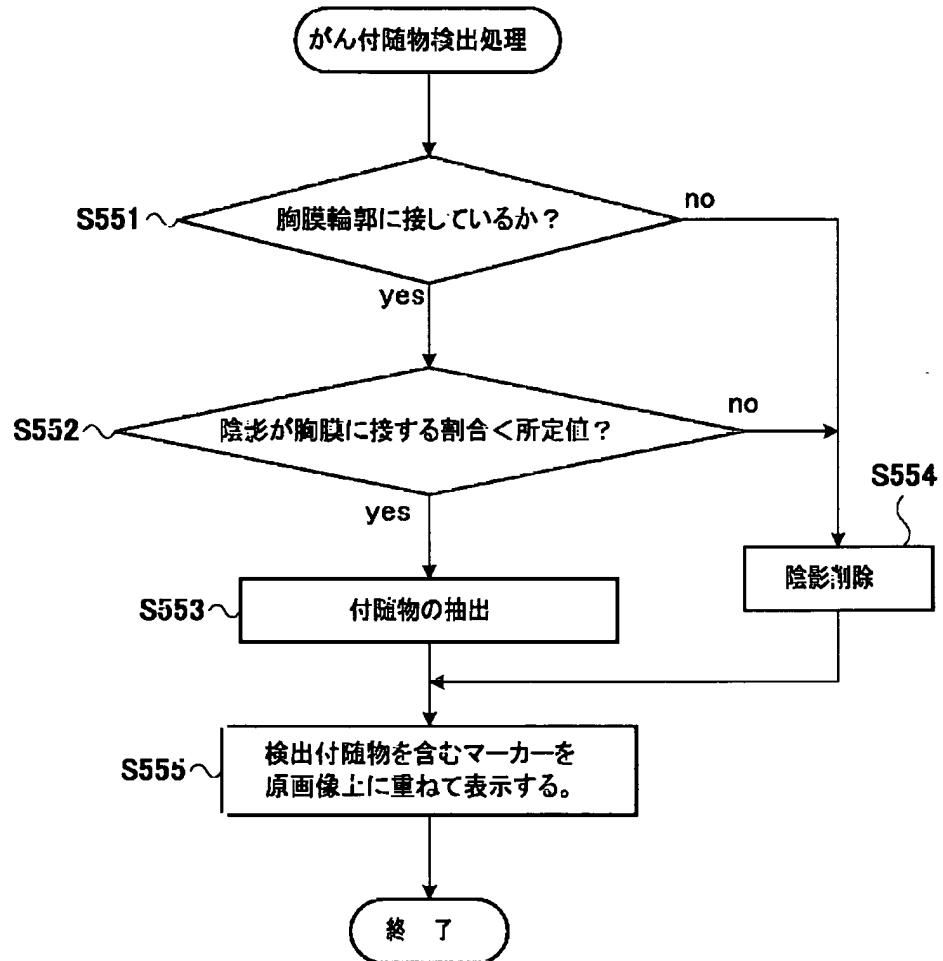 がん付随物検出処理
S551
胸膜輪郭に接しているか?
no
yes
S552
陰影が胸膜に接する割合<所定値?
no
yes
S554
陰影削除
S553
付随物の抽出
S555
検出付随物を含むマーカーを
原画像上に重ねて表示する。
終 了